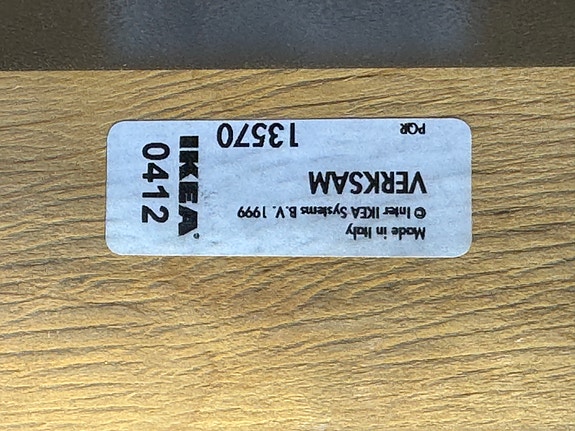 Made in Italy
© Inter IKEA Systems B.V. 1999
VERKSAM
PQR
13570
IKEA®
0412